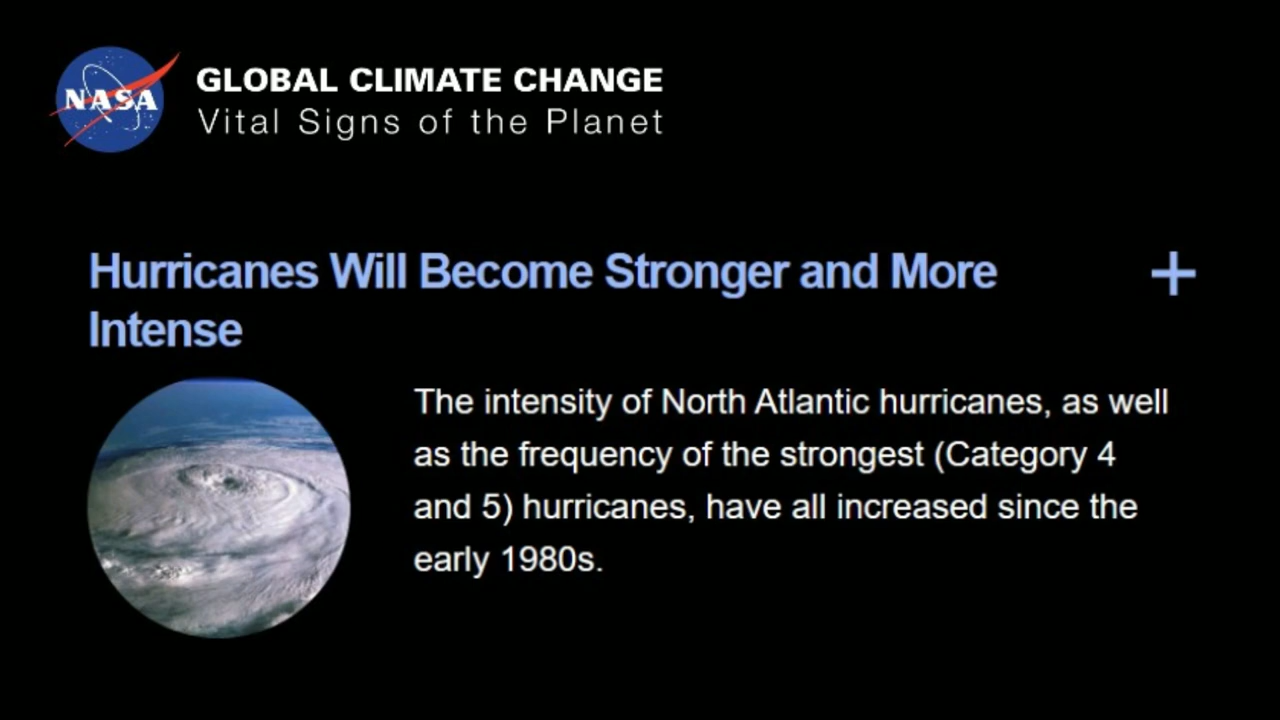 NASA
GLOBAL CLIMATE CHANGE
Vital Signs of the Planet
Hurricanes Will Become Stronger and More
Intense
The intensity of North Atlantic hurricanes, as well
as the frequency of the strongest (Category 4
and 5) hurricanes, have all increased since the
early 1980s.